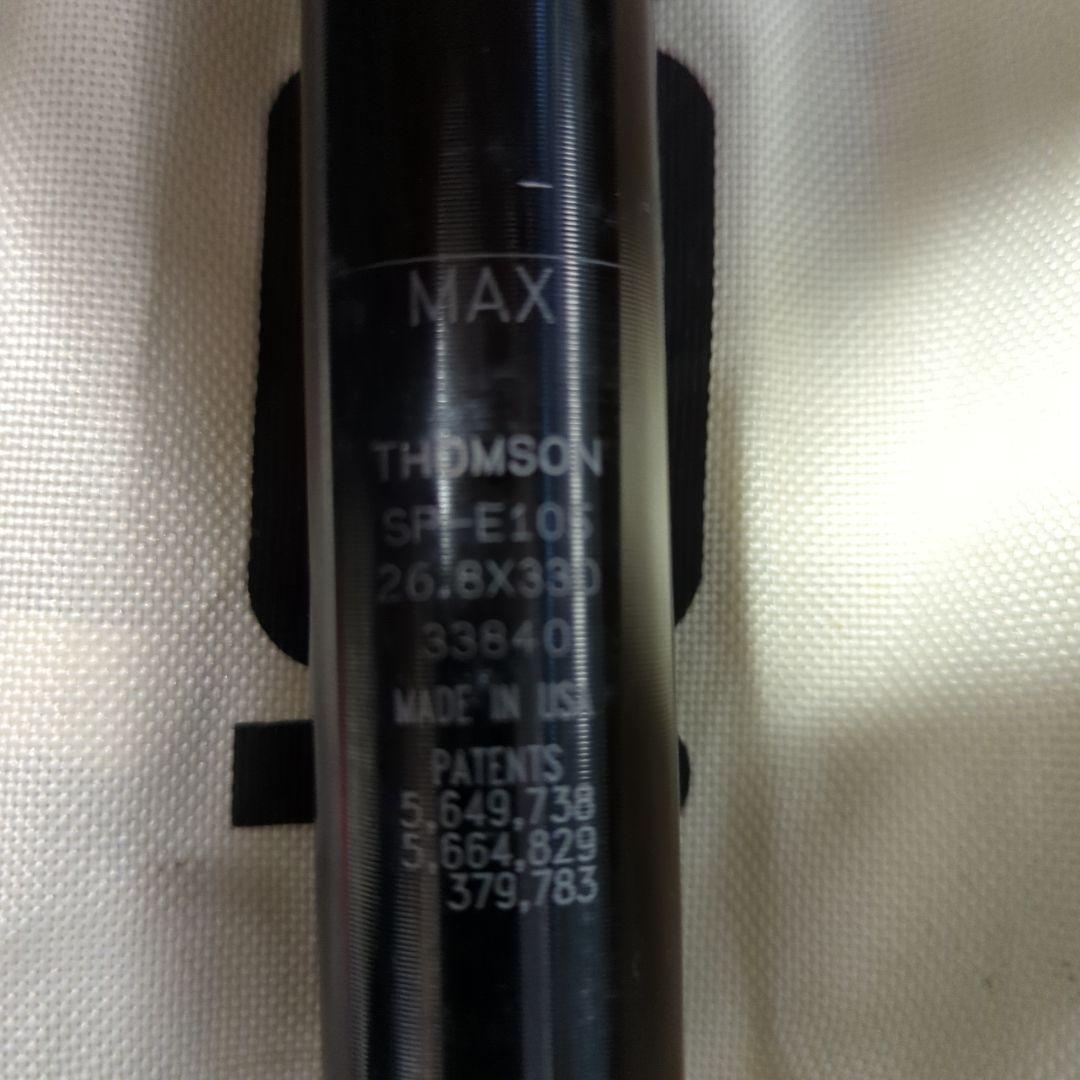 MAX
THOMSON
SP-E105
26.8X330
33840
MADE IN USA
PATENTS
5,649,738
5,664,829
379,783